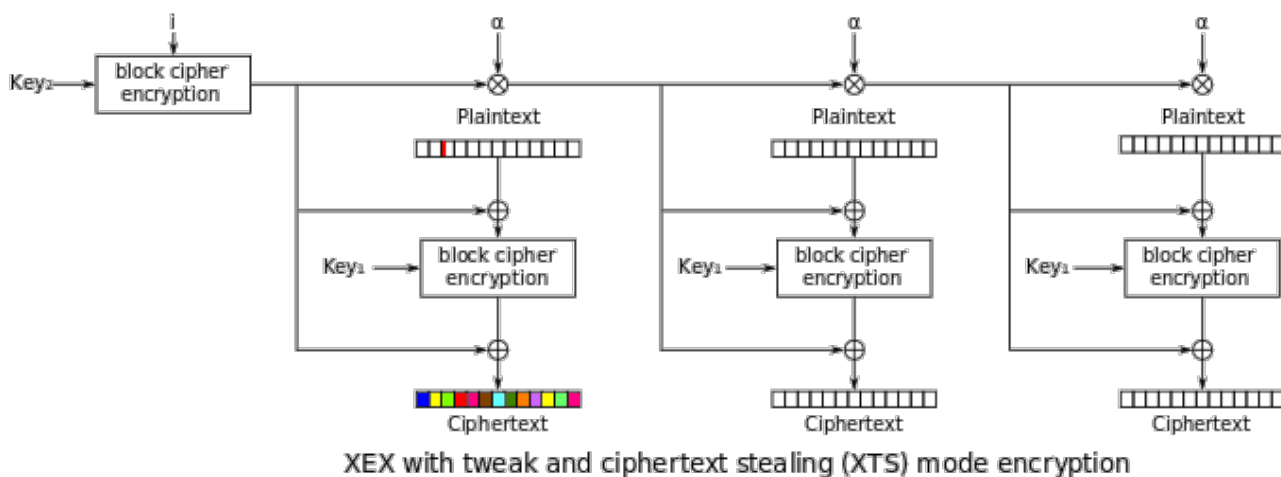 i
α
α
α
Key₂
block cipher
encryption
Plaintext
Plaintext
Plaintext
Key₁
block cipher
encryption
Key₁
block cipher
encryption
Key₁
block cipher
encryption
Ciphertext
Ciphertext
Ciphertext
XEX with tweak and ciphertext stealing (XTS) mode encryption